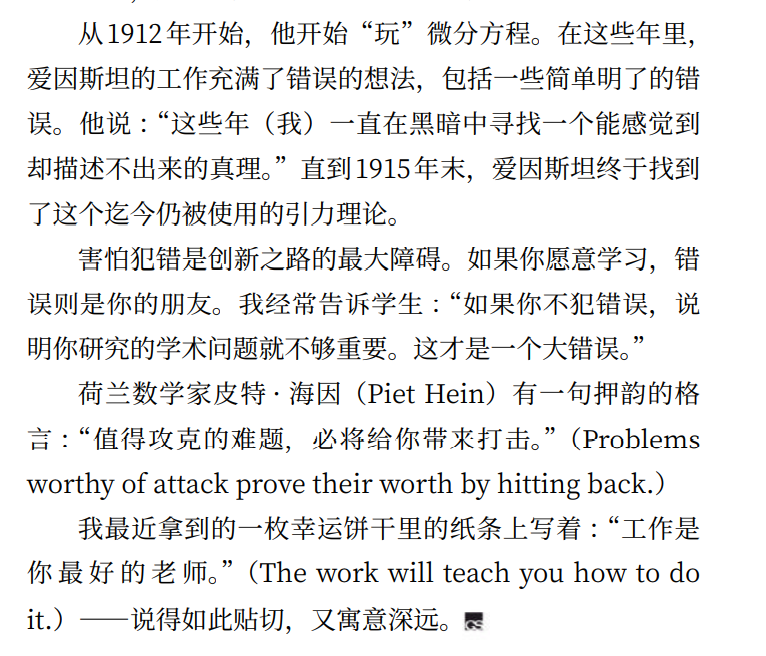 从1912年开始，他开始“玩”微分方程。在这些年里，
爱因斯坦的工作充满了错误的想法，包括一些简单明了的错
误。他说：“这些年（我）一直在黑暗中寻找一个能感觉到
却描述不出来的真理。”直到1915年末，爱因斯坦终于找到
了这个迄今仍被使用的引力理论。
害怕犯错是创新之路的最大障碍。如果你愿意学习，错
误则是你的朋友。我经常告诉学生：“如果你不犯错误，说
明你研究的学术问题就不够重要。这才是一个大错误。”
荷兰数学家皮特·海因（Piet Hein）有一句押韵的格
言：“值得攻克的难题，必将给你带来打击。”（Problems
worthy of attack prove their worth by hitting back.）
我最近拿到的一枚幸运饼干里的纸条上写着：“工作是
你最好的老师。”（The work will teach you how to do
it.）——说得如此贴切，又寓意深远。